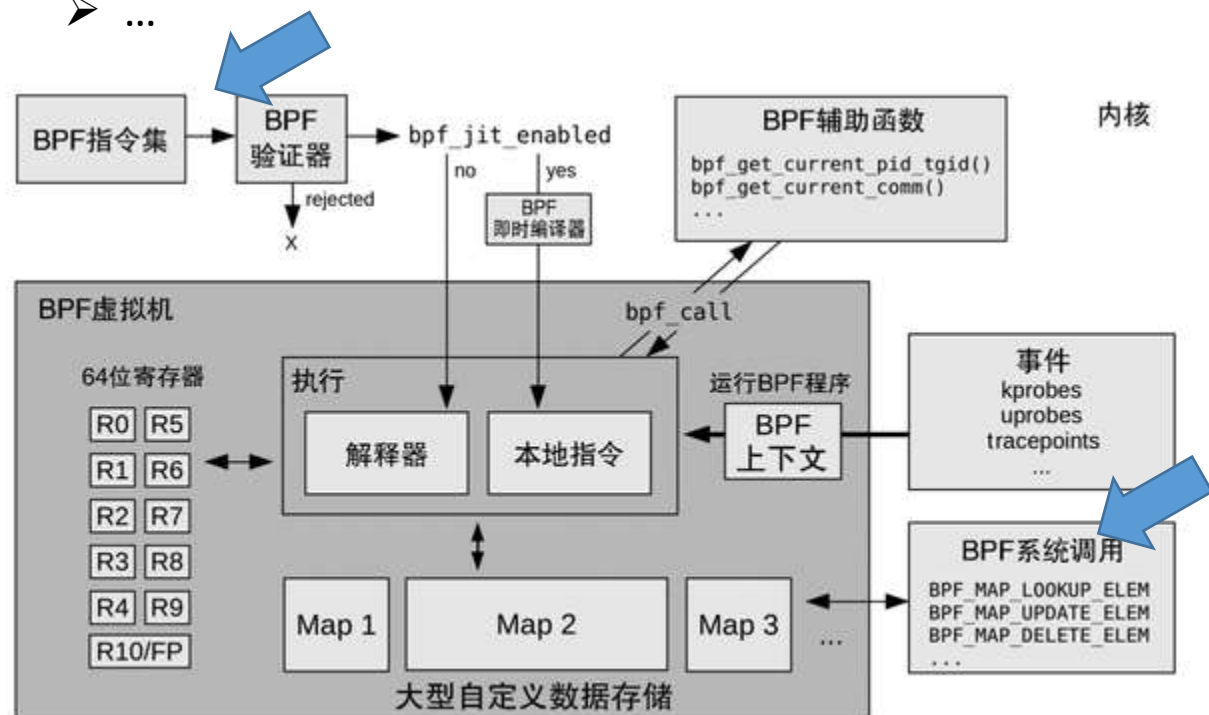 ➤ ...
BPF指令集
BPF
验证器
bpf_jit_enabled
no
yes
rejected
X
BPF
即时编译器
BPF辅助函数
bpf_get_current_pid_tgid()
bpf_get_current_comm()
...
内核
BPF虚拟机
bpf_call
64位寄存器
R0 R5
R1 R6
R2 R7
R3 R8
R4 R9
R10/FP
执行
解释器
本地指令
运行BPF程序
BPF
上下文
事件
kprobes
uprobes
tracepoints
...
BPF系统调用
BPF_MAP_LOOKUP_ELEM
BPF_MAP_UPDATE_ELEM
BPF_MAP_DELETE_ELEM
...
Map 1
Map 2
Map 3
...
大型自定义数据存储